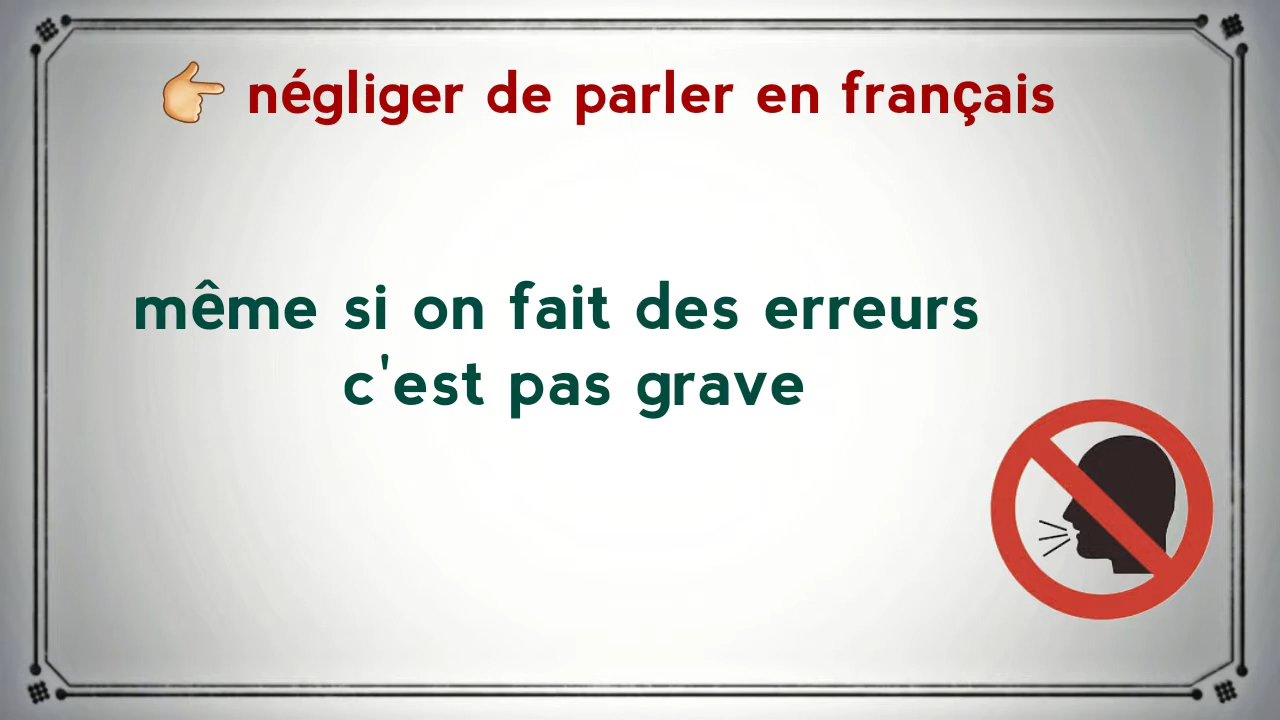 négliger de parler en français
même si on fait des erreurs
c'est pas grave